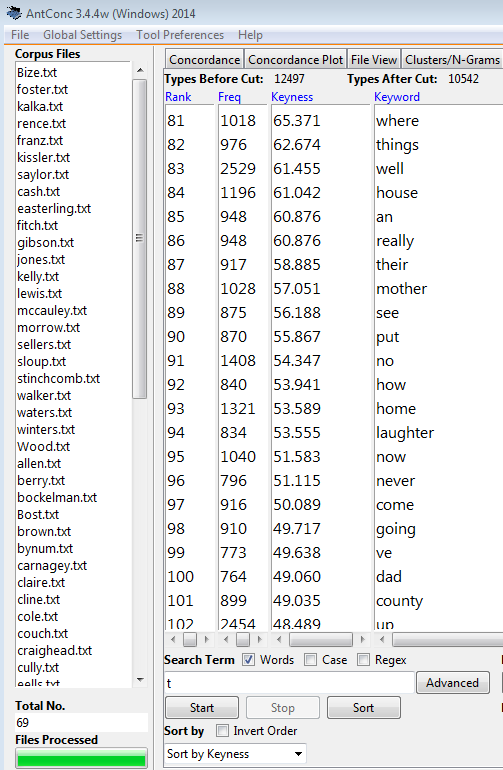 AntConc 3.4.4w (Windows) 2014
File Global Settings Tool Preferences Help
Corpus Files
Bize.txt
foster.txt
kalka.txt
rence.txt
franz.txt
kissler.txt
saylor.txt
cash.txt
easterling.txt
fitch.txt
gibson.txt
jones.txt
kelly.txt
lewis.txt
mccauley.txt
morrow.txt
sellers.txt
sloup.txt
stinchcomb.txt
walker.txt
waters.txt
winters.txt
Wood.txt
allen.txt
berry.txt
bockelman.txt
Bost.txt
brown.txt
bynum.txt
carnagey.txt
claire.txt
cline.txt
cole.txt
couch.txt
craighead.txt
cully.txt
eells.txt
Total No.
69
Files Processed
Concordance Concordance Plot File View Clusters/N-Grams
Types Before Cut: 12497 Types After Cut: 10542
Rank Freq Keyness Keyword
81 1018 65.371 where
82 976 62.674 things
83 2529 61.455 well
84 1196 61.042 house
85 948 60.876 an
86 948 60.876 really
87 917 58.885 their
88 1028 57.051 mother
89 875 56.188 see
90 870 55.867 put
91 1408 54.347 no
92 840 53.941 how
93 1321 53.589 home
94 834 53.555 laughter
95 1040 51.583 now
96 796 51.115 never
97 916 50.089 come
98 910 49.717 going
99 773 49.638 ve
100 764 49.060 dad
101 899 49.035 county
102 2454 48.489 up
Search Term Words Case Regex
t Advanced
Start Stop Sort
Sort by Invert Order
Sort by Keyness